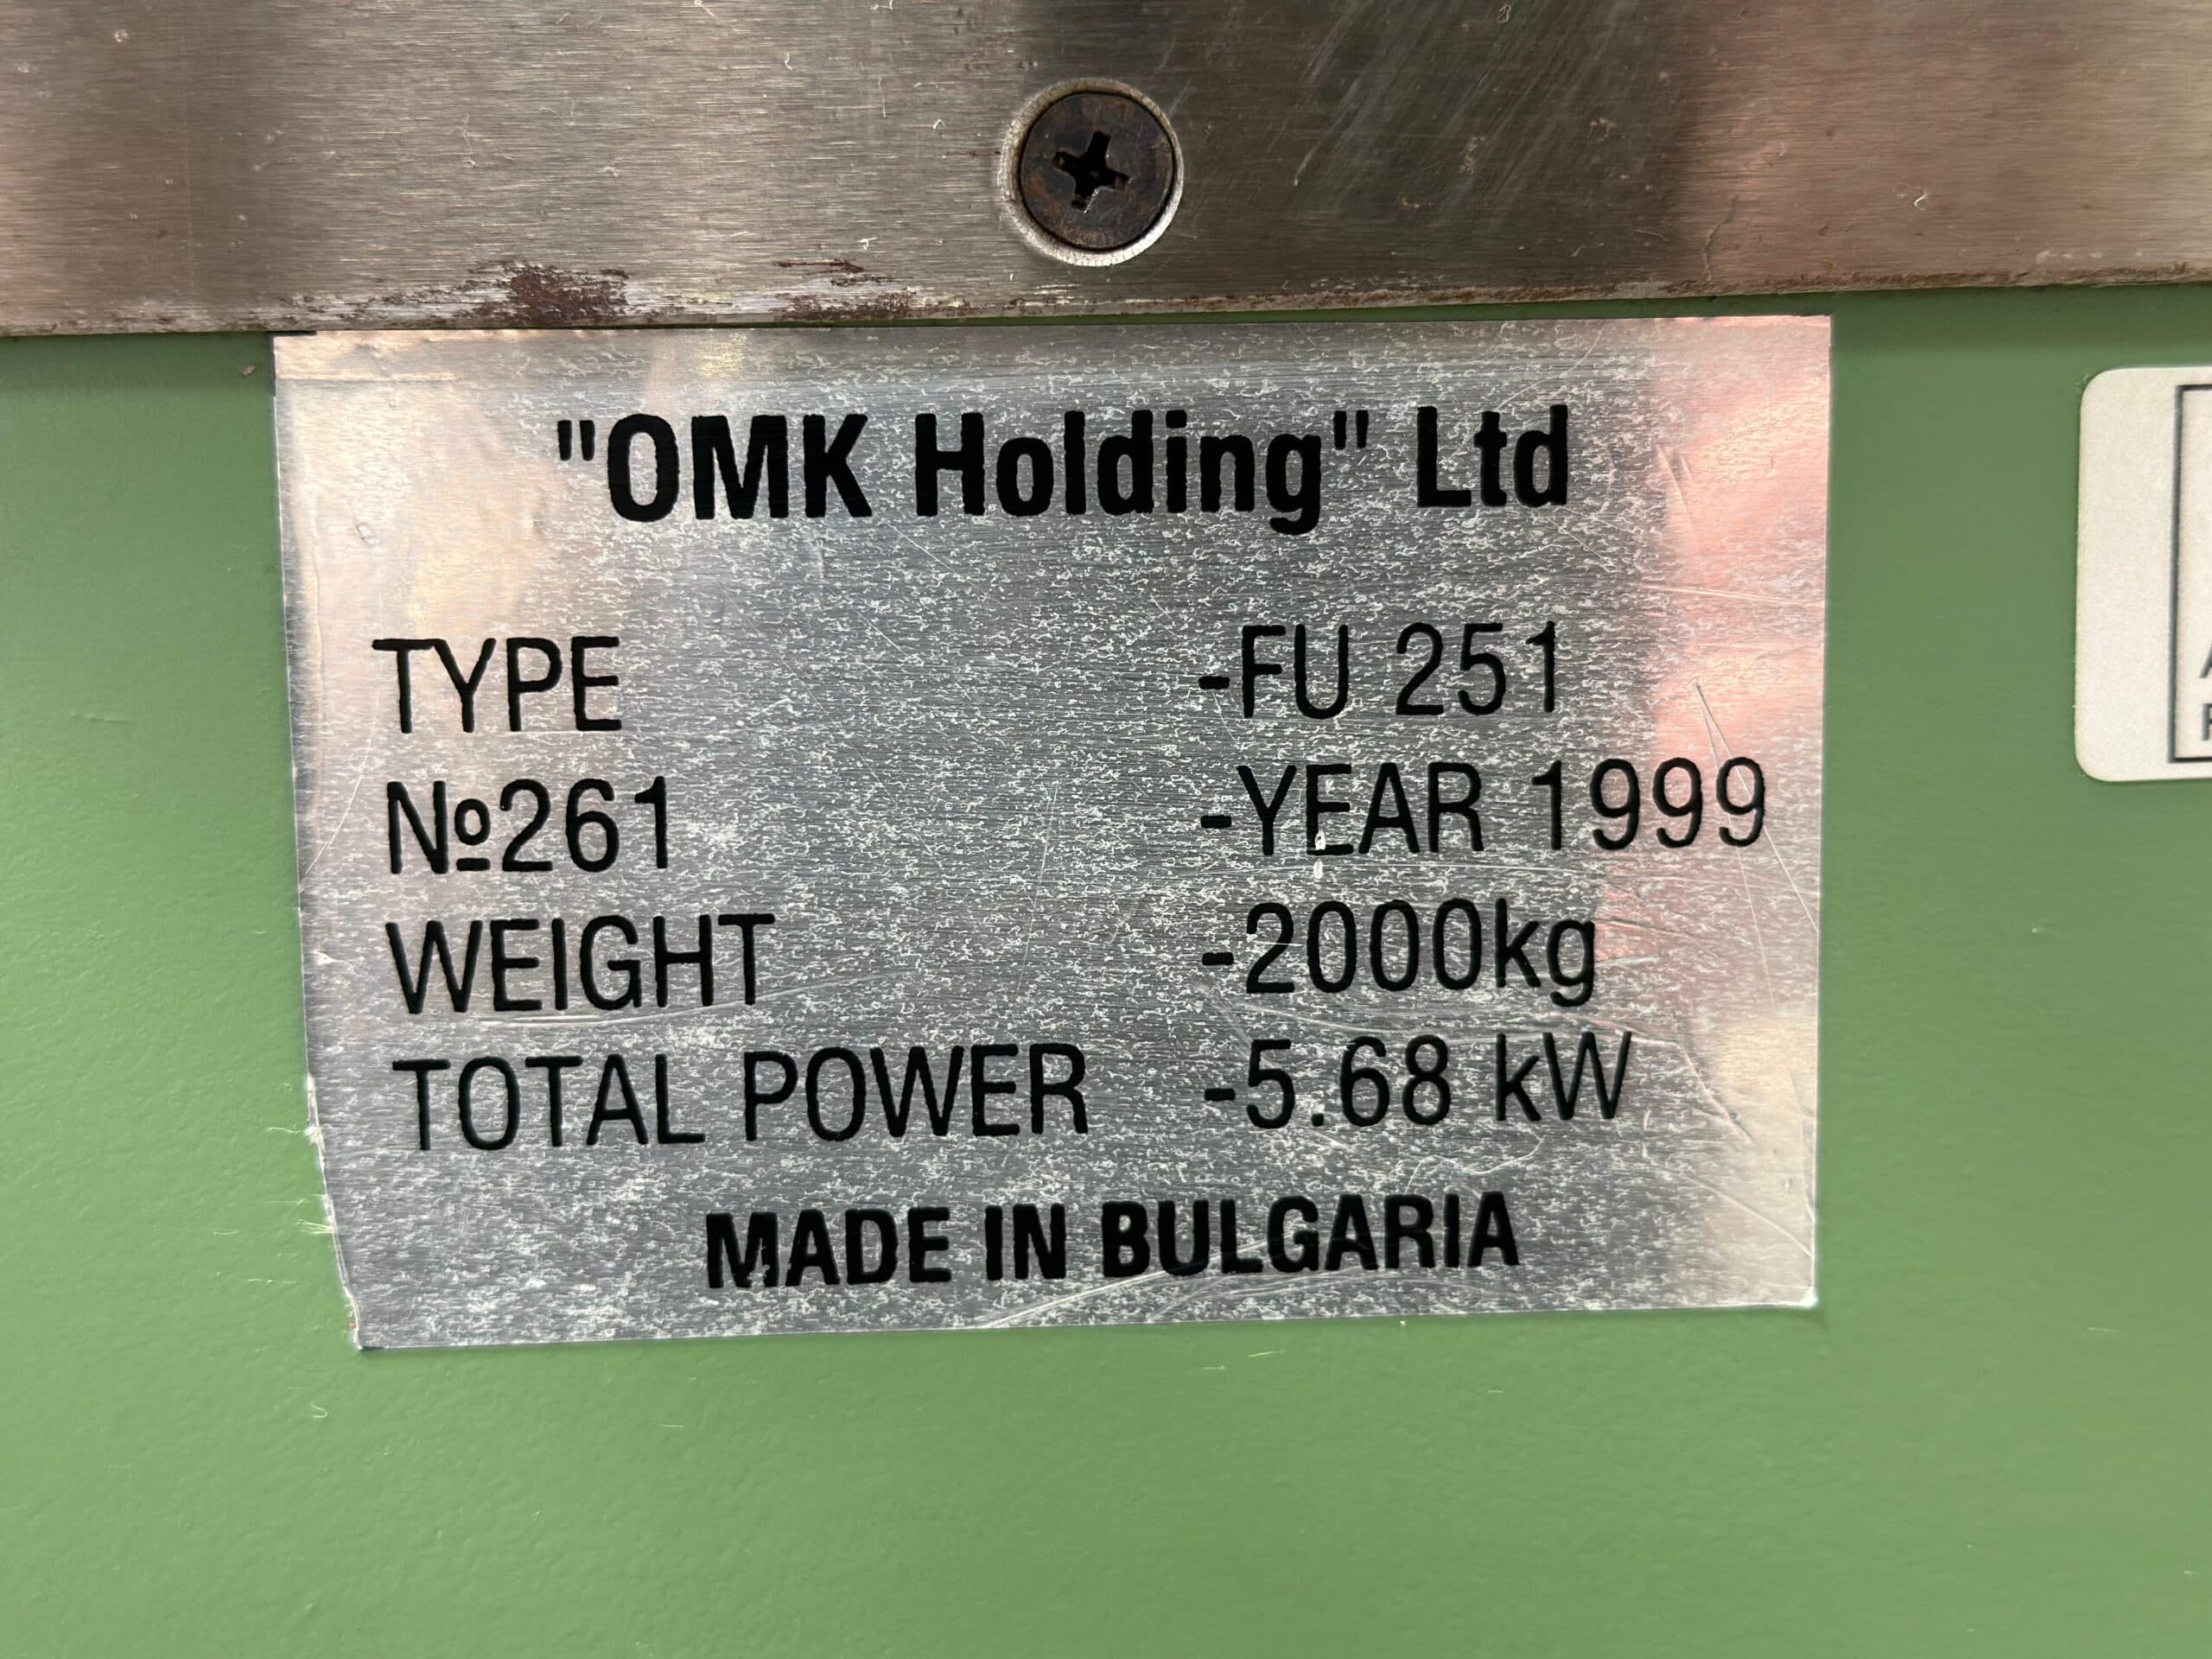 "OMK Holding" Ltd
TYPE -FU 251
№261 -YEAR 1999
WEIGHT -2000kg
TOTAL POWER -5.68 kW
MADE IN BULGARIA